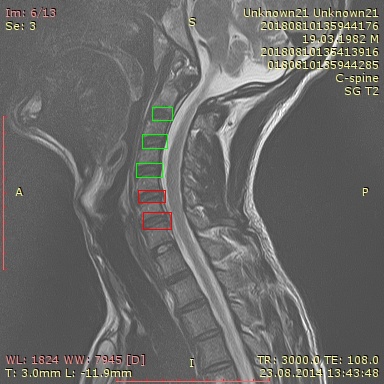 Im: 6/13
Se: 3
S
Unknown21 Unknown21
20180810135944176
19.03.1982 M
20180810135413916
0180810135944285
C-spine
SG T2
A
P
WL: 1824 WW: 7945 [D]
T: 3.0mm L: -11.9mm
I
TR: 3000.0 TE: 108.0
23.08.2014 13:43:48